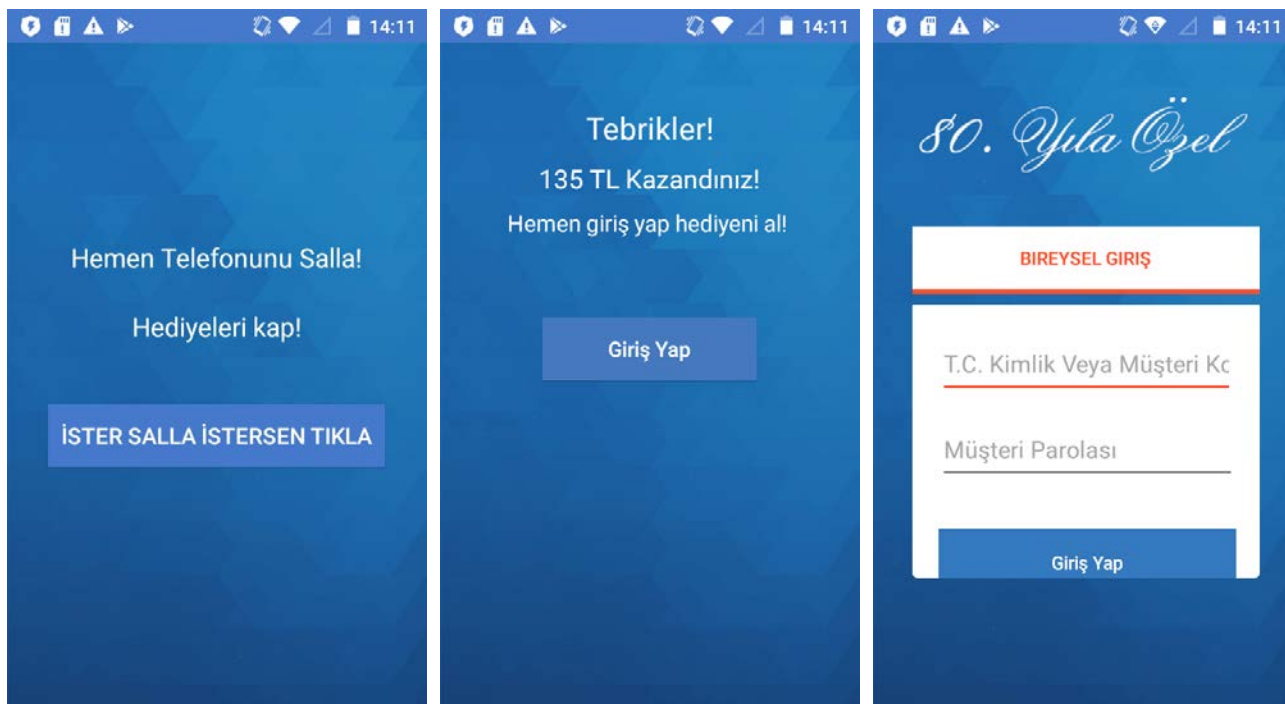 14:11
Hemen Telefonunu Salla!
Hediyeleri kap!
İSTER SALLA İSTERSEN TIKLA
14:11
Tebrikler!
135 TL Kazandınız!
Hemen giriş yap hediyeni al!
Giriş Yap
14:11
80. Yıla Özel
BIREYSEL GIRIŞ
T.C. Kimlik Veya Müşteri Kc
Müşteri Parolası
Giriş Yap